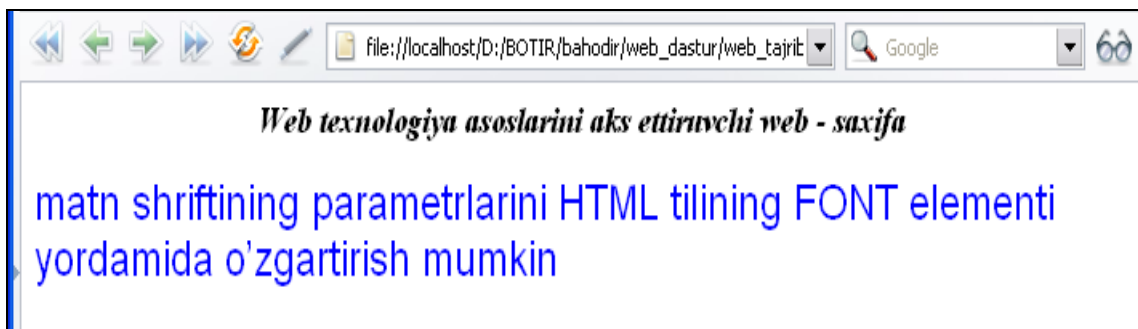 file://localhost/D:/BOTIR/bahodir/web_dastur/web_tajrit
Google
Web texnologiya asoslarini aks ettiruvchi web - saxifa
matn shriftining parametrlarini HTML tilining FONT elementi
yordamida o’zgartirish mumkin